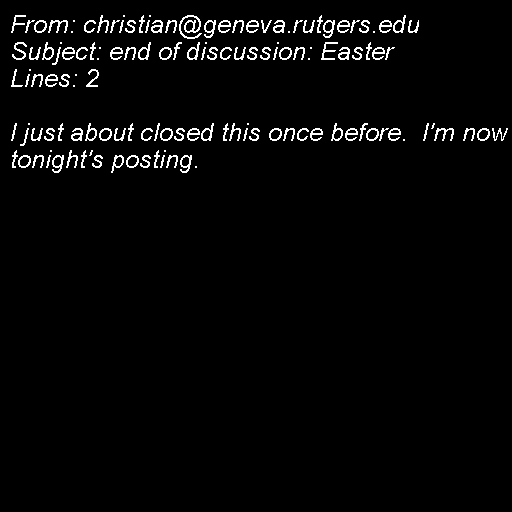 From: christian@geneva.rutgers.edu
Subject: end of discussion: Easter
Lines: 2

I just about closed this once before.  I'm now
tonight's posting.